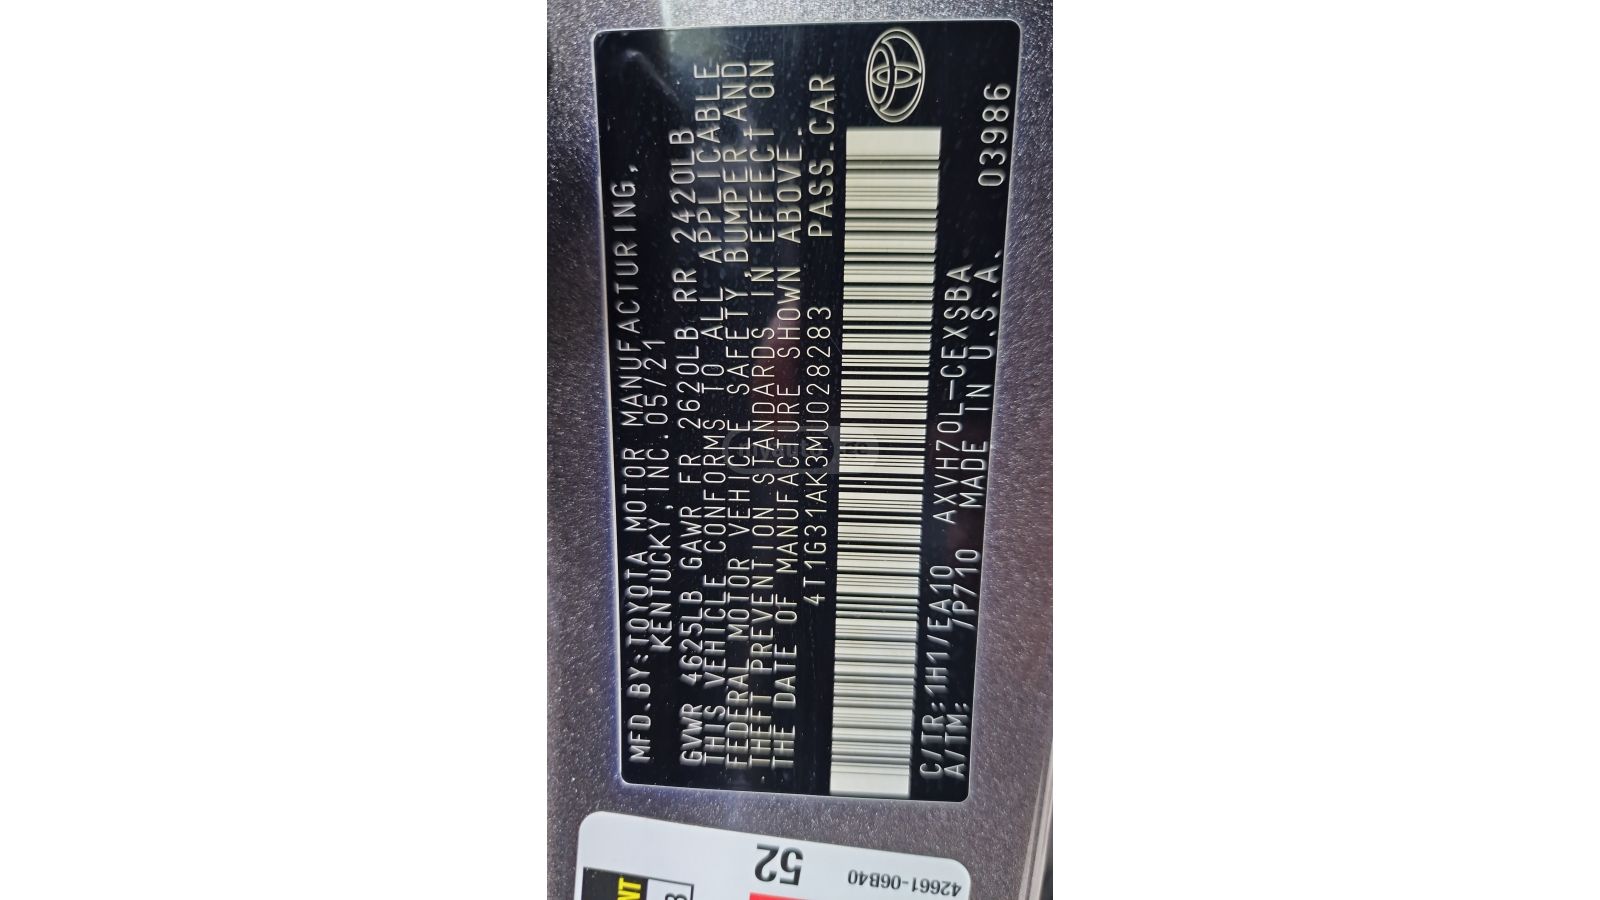 MFD.BY:TOYOTA MOTOR MANUFACTURING,
KENTUCKY,INC.05/21
GVWR 4625LB GAWR FR 2620LB RR 2420LB
THIS VEHICLE CONFORMS TO ALL APPLICABLE
FEDERAL MOTOR VEHICLE SAFETY,BUMPER,AND
THEFT PREVENTION STANDARDS IN EFFECT ON
THE DATE OF MANUFACTURE SHOWN ABOVE.
4T1G31AK3MU028283 PASS.CAR
C/TR:1H1/EA10 AXVH70L-CEXSBA 03986
A/TM: /P710 MADE IN U.S.A.
52
42661-06B40